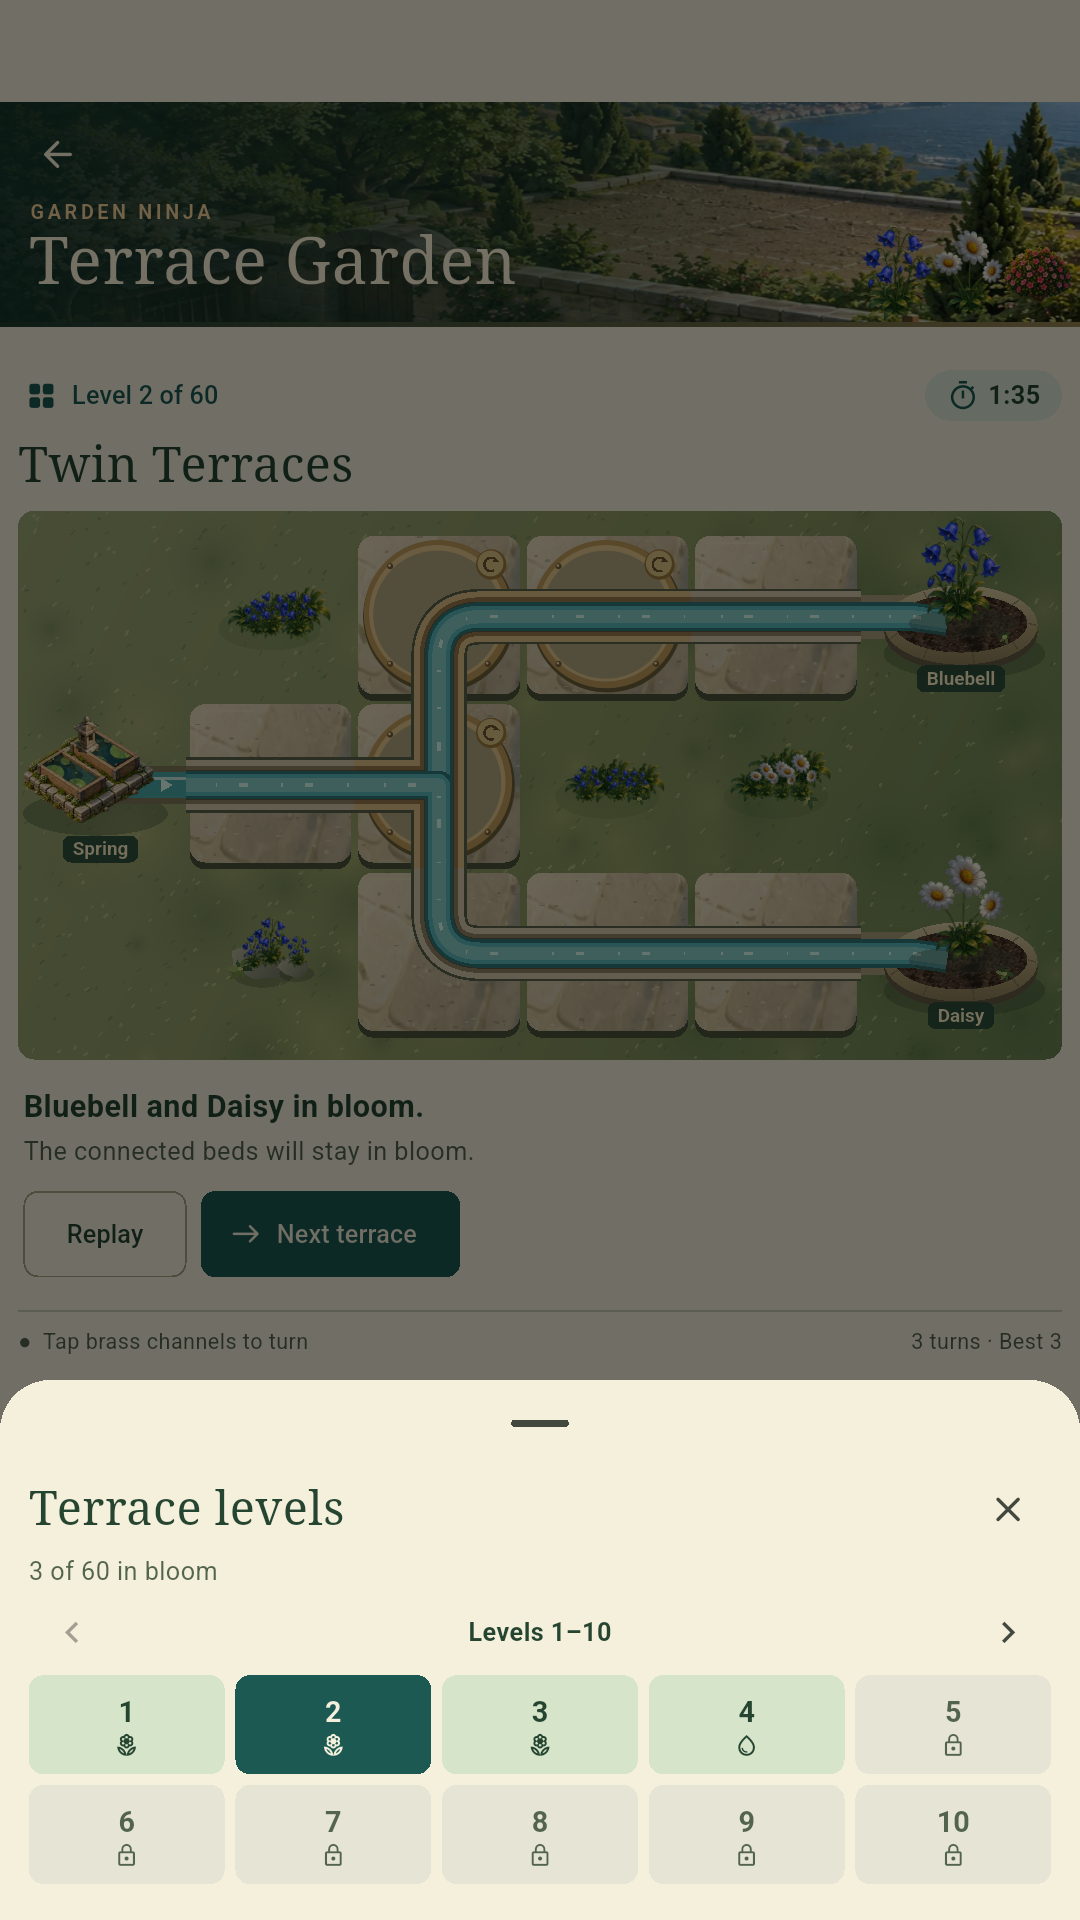 GARDEN NINJA
Terrace Garden
Level 2 of 60
1:35
Twin Terraces
Bluebell
Spring
Daisy
Bluebell and Daisy in bloom.
The connected beds will stay in bloom.
Replay
Next terrace
Tap brass channels to turn
3 turns · Best 3
Terrace levels
3 of 60 in bloom
Levels 1–10
1 2 3 4 5
6 7 8 9 10